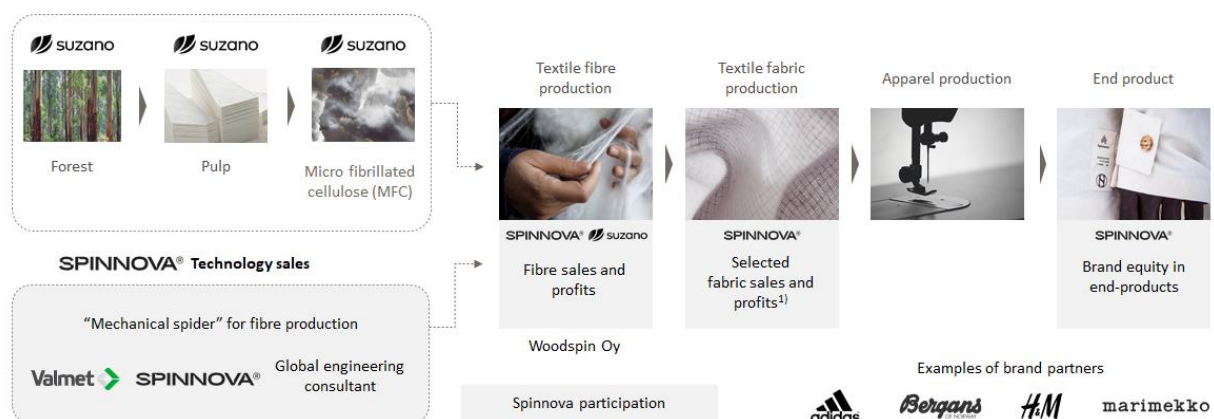 suzano
suzano
suzano
Forest
Pulp
Micro fibrillated
cellulose (MFC)
Textile fibre
production
Textile fabric
production
Apparel production
End product
SPINNOVA® suzano
Fibre sales and
profits
Woodspin Oy
SPINNOVA®
Selected
fabric sales and
profits1)
SPINNOVA®
Brand equity in
end-products
SPINNOVA® Technology sales
“Mechanical spider” for fibre production
Valmet
SPINNOVA®
Global engineering
consultant
Spinnova participation
Examples of brand partners
adidas
Bergans
OF NORWAY
H&M
marimekko